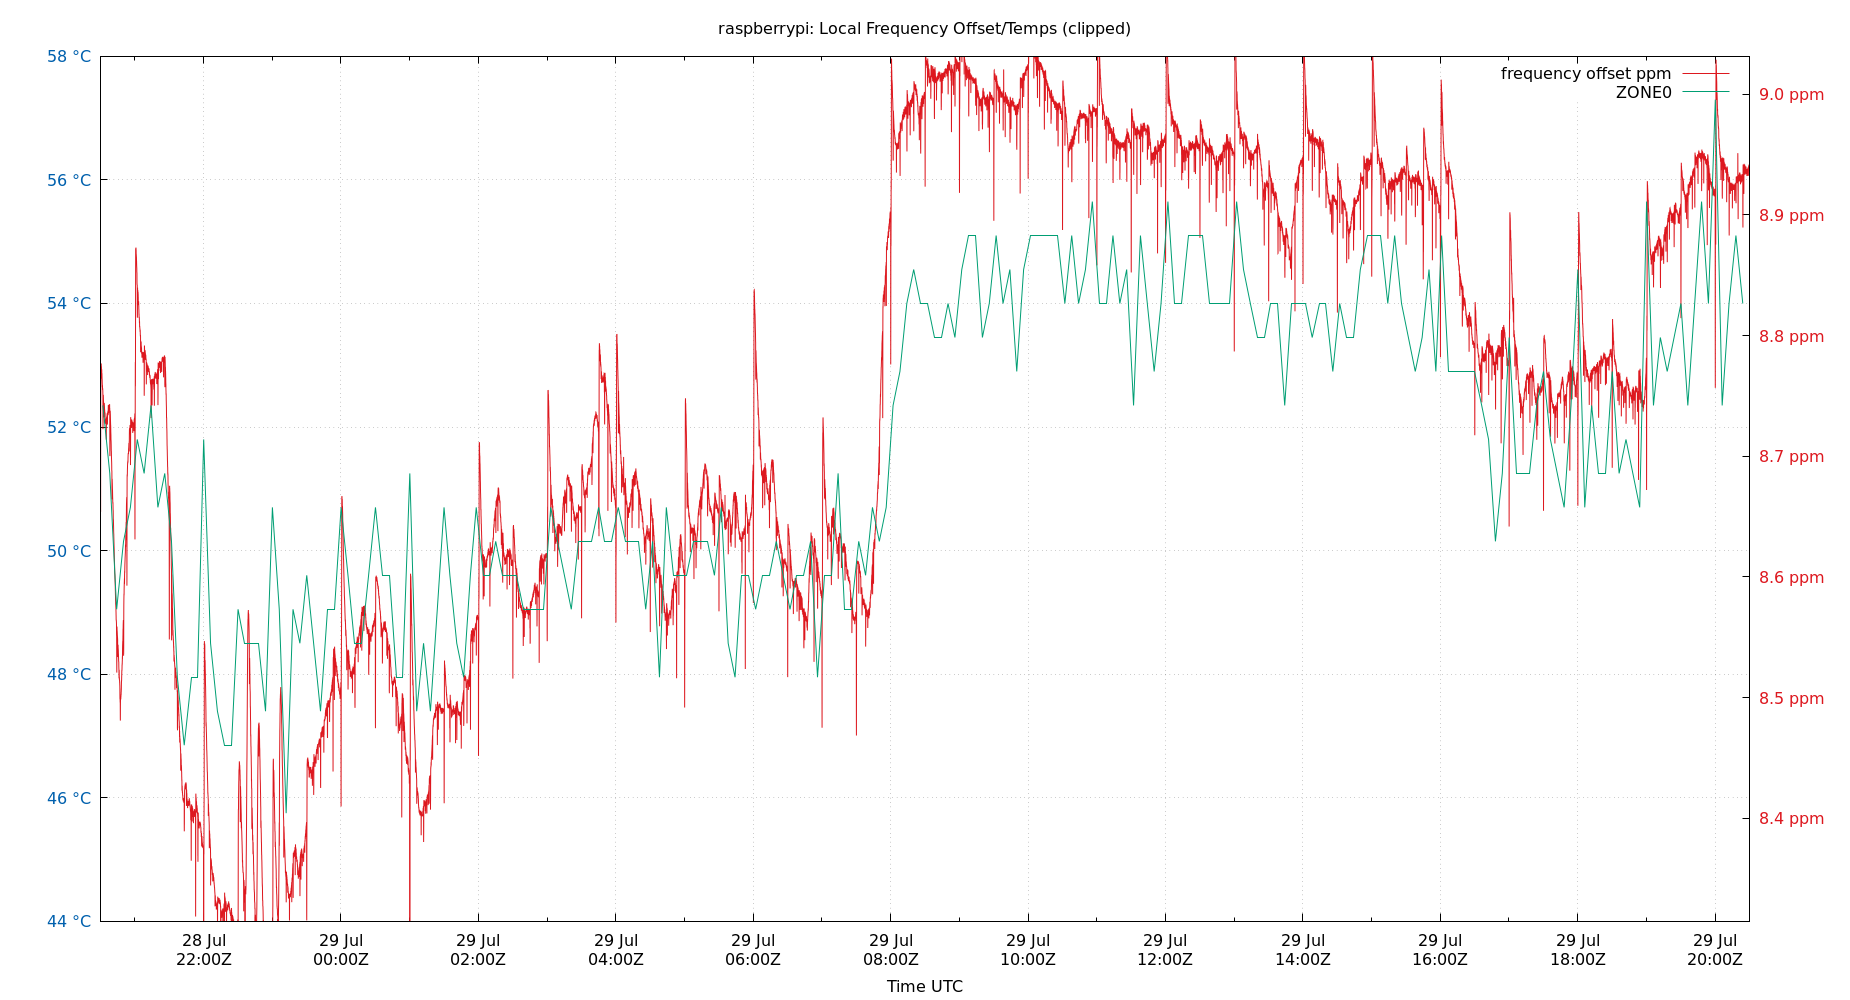 raspberrypi: Local Frequency Offset/Temps (clipped)
frequency offset ppm
ZONE0
58 °C
56 °C
54 °C
52 °C
50 °C
48 °C
46 °C
44 °C
9.0 ppm
8.9 ppm
8.8 ppm
8.7 ppm
8.6 ppm
8.5 ppm
8.4 ppm
28 Jul
22:00Z
29 Jul
00:00Z
29 Jul
02:00Z
29 Jul
04:00Z
29 Jul
06:00Z
29 Jul
08:00Z
29 Jul
10:00Z
29 Jul
12:00Z
29 Jul
14:00Z
29 Jul
16:00Z
29 Jul
18:00Z
29 Jul
20:00Z
Time UTC